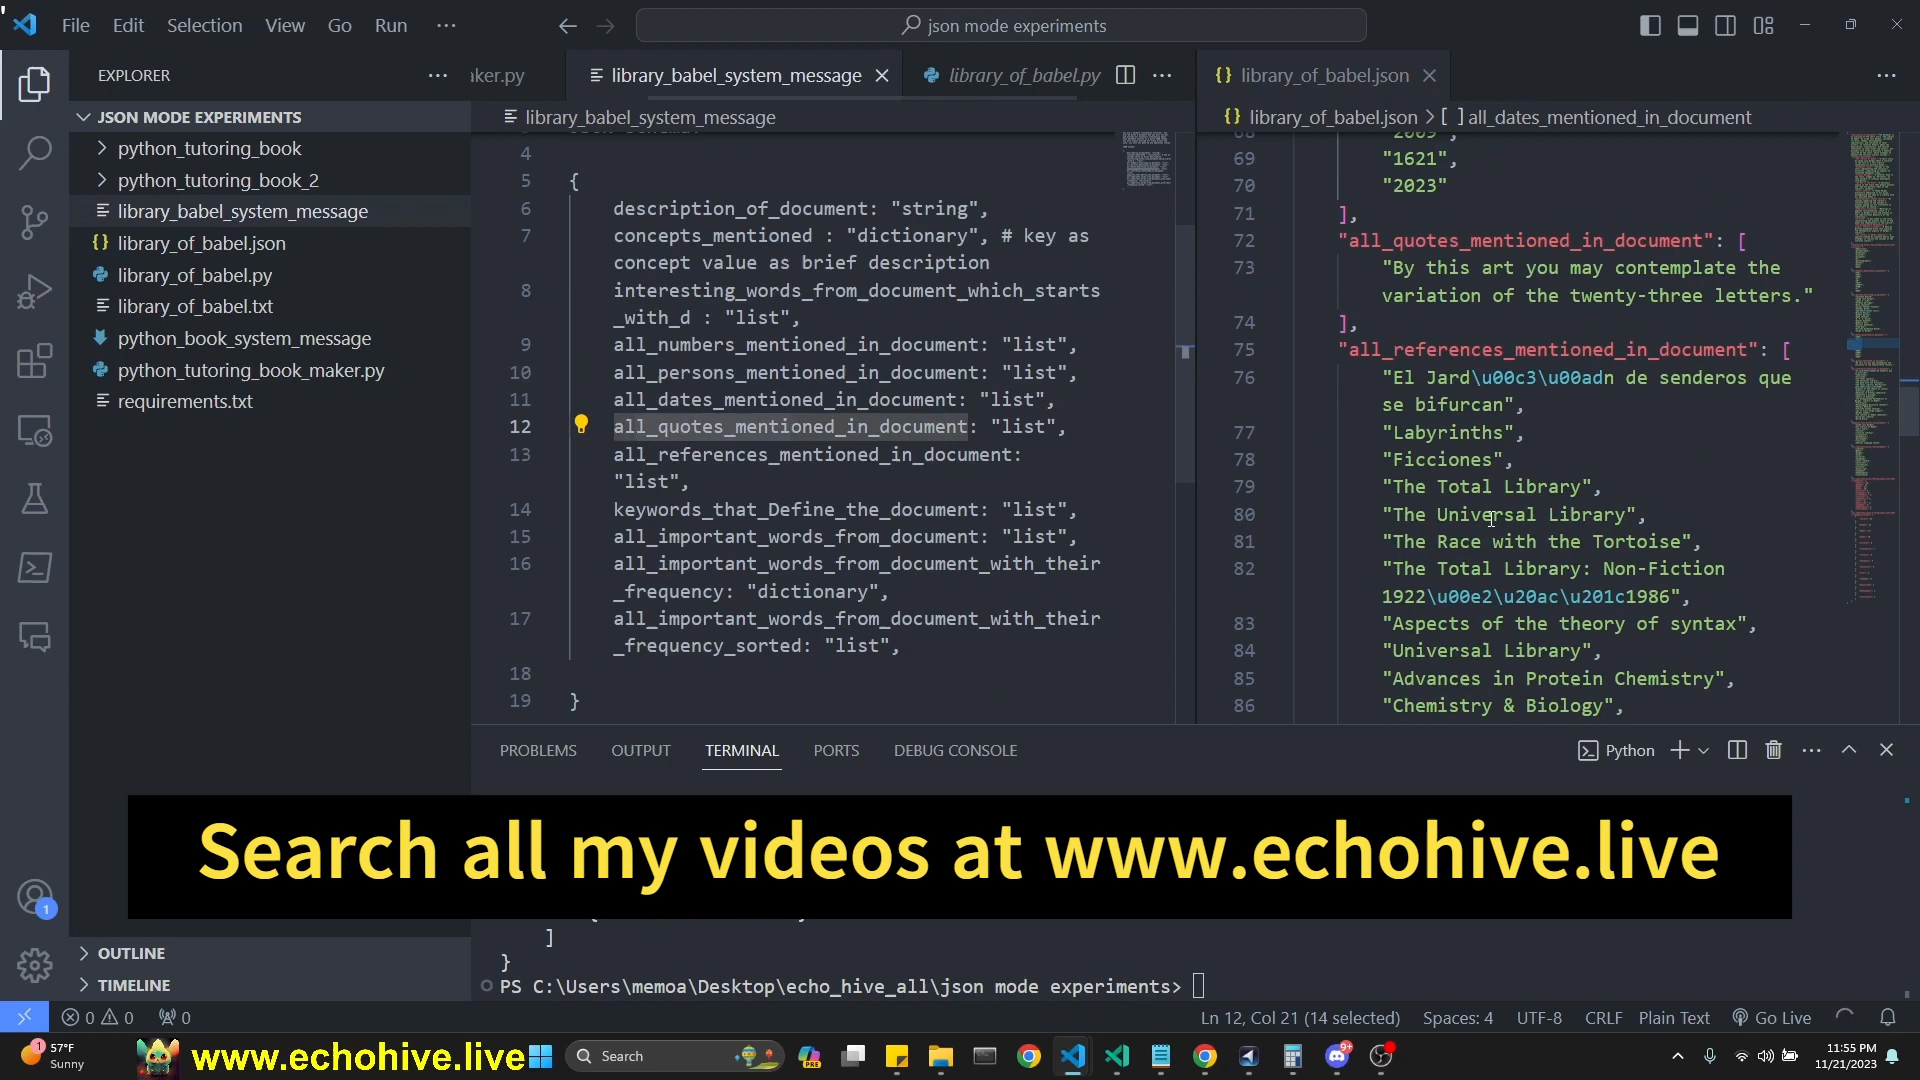 File Edit Selection View Go Run ···
json mode experiments
EXPLORER
aker.py
library_babel_system_message
library_of_babel.py
library_of_babel.json
JSON MODE EXPERIMENTS
python_tutoring_book
python_tutoring_book_2
library_babel_system_message
library_of_babel.json
library_of_babel.py
library_of_babel.txt
python_book_system_message
python_tutoring_book_maker.py
requirements.txt
OUTLINE
TIMELINE
library_babel_system_message
4
5 {
6 description_of_document: "string",
7 concepts_mentioned : "dictionary", # key as
concept value as brief description
8 interesting_words_from_document_which_starts
_with_d : "list",
9 all_numbers_mentioned_in_document: "list",
10 all_persons_mentioned_in_document: "list",
11 all_dates_mentioned_in_document: "list",
12 all_quotes_mentioned_in_document: "list",
13 all_references_mentioned_in_document:
"list",
14 keywords_that_Define_the_document: "list",
15 all_important_words_from_document: "list",
16 all_important_words_from_document_with_their
_frequency: "dictionary",
17 all_important_words_from_document_with_their
_frequency_sorted: "list",
18
19 }
{} library_of_babel.json > [ ] all_dates_mentioned_in_document
68 "2009",
69 "1621",
70 "2023"
71 ],
72 "all_quotes_mentioned_in_document": [
73 "By this art you may contemplate the
variation of the twenty-three letters."
74 ],
75 "all_references_mentioned_in_document": [
76 "El Jard\u00c3\u00adn de senderos que
se bifurcan",
77 "Labyrinths",
78 "Ficciones",
79 "The Total Library",
80 "The Universal Library",
81 "The Race with the Tortoise",
82 "The Total Library: Non-Fiction
1922\u00e2\u20ac\u201c1986",
83 "Aspects of the theory of syntax",
84 "Universal Library",
85 "Advances in Protein Chemistry",
86 "Chemistry & Biology",
PROBLEMS OUTPUT TERMINAL PORTS DEBUG CONSOLE
Python
Search all my videos at www.echohive.live
]
}
PS C:\Users\memoa\Desktop\echo_hive_all\json mode experiments>
1
0 0 0
Ln 12, Col 21 (14 selected) Spaces: 4 UTF-8 CRLF Plain Text Go Live
1 57°F
Sunny
www.echohive.live
Search
PRE
9+
11:55 PM
11/21/2023